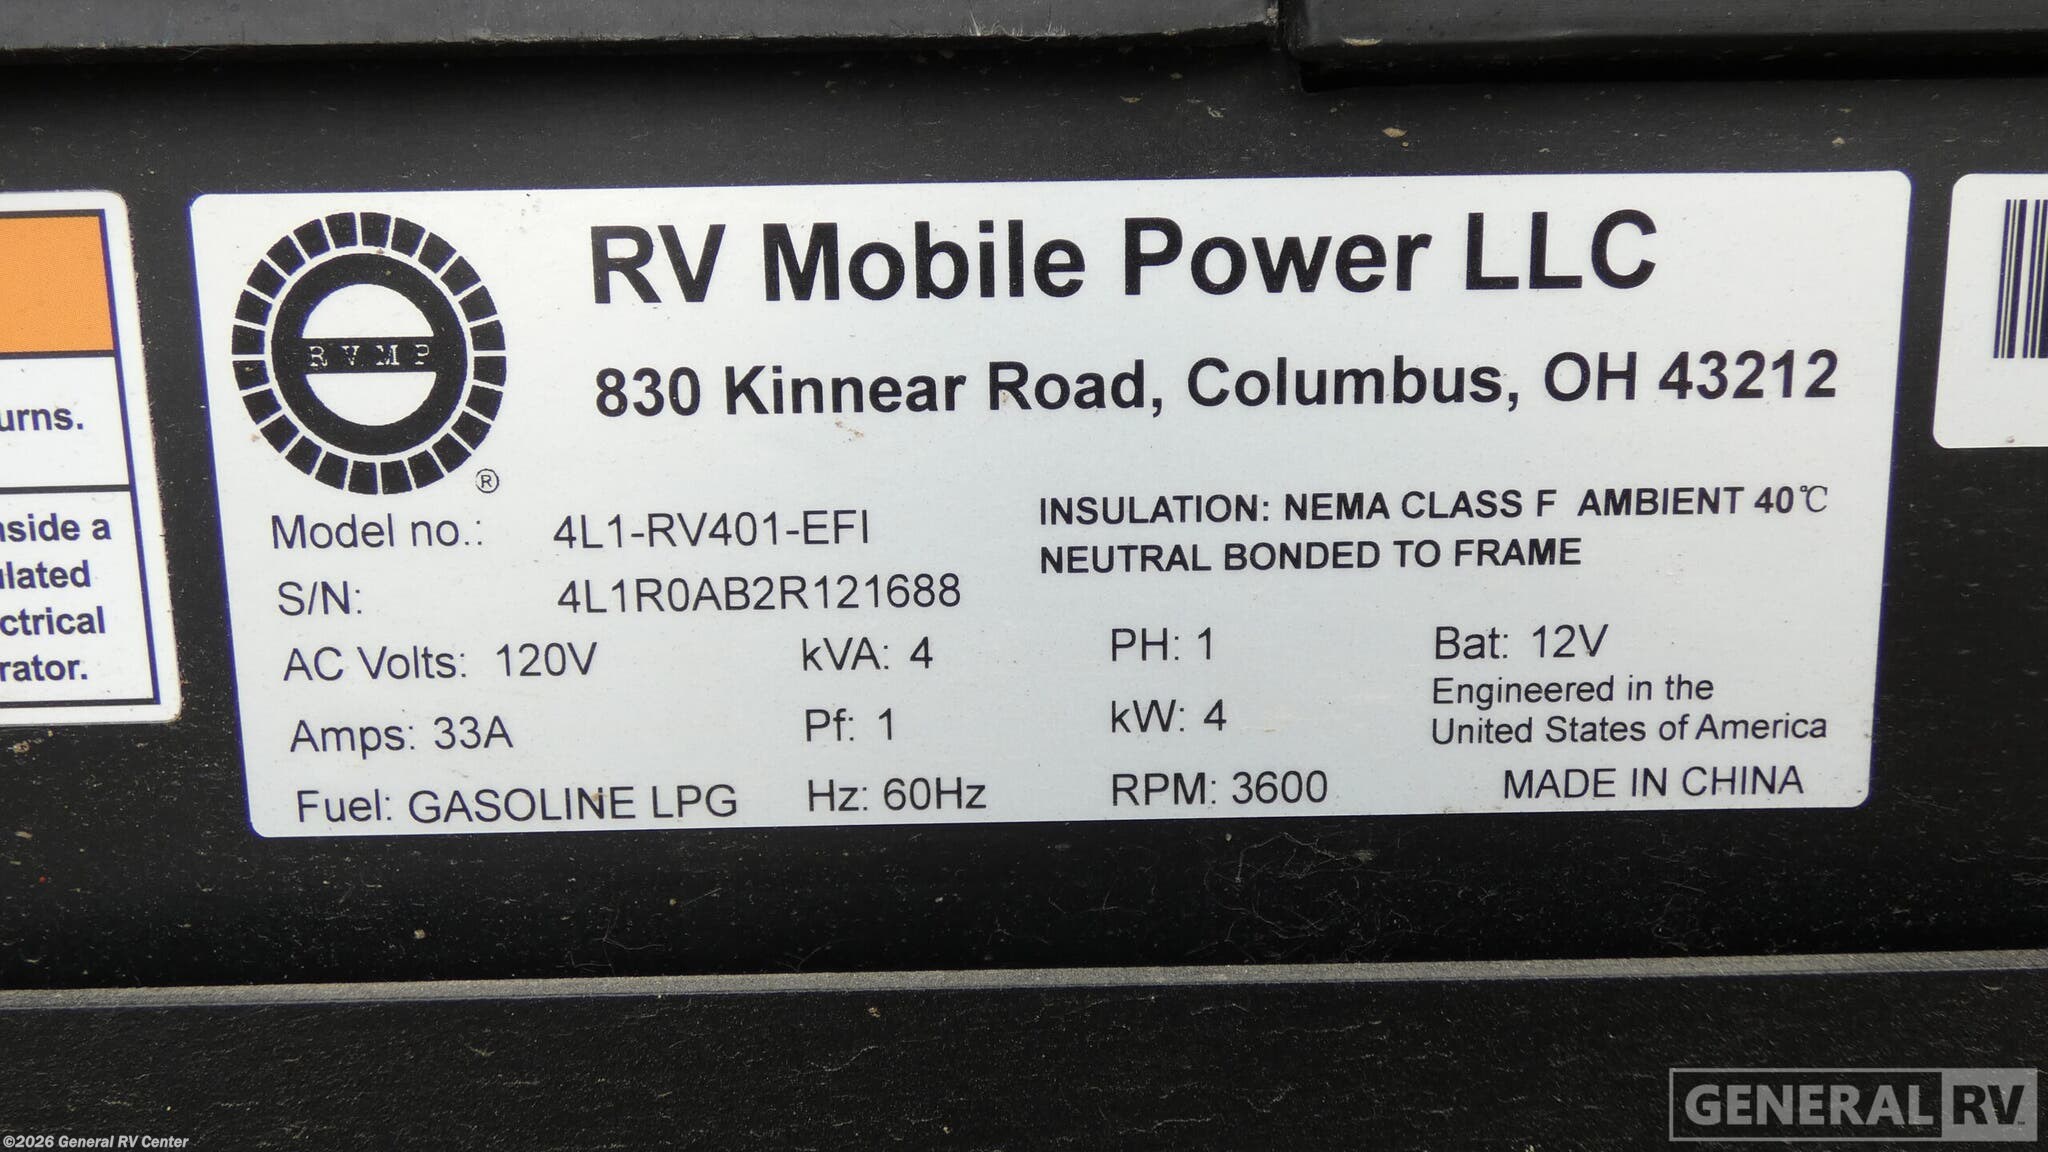 RV Mobile Power LLC
830 Kinnear Road, Columbus, OH 43212
RVMP
®
Model no.: 4L1-RV401-EFI
S/N: 4L1R0AB2R121688
INSULATION: NEMA CLASS F AMBIENT 40℃
NEUTRAL BONDED TO FRAME
AC Volts: 120V kVA: 4 PH: 1 Bat: 12V
Engineered in the
United States of America
Amps: 33A Pf: 1 kW: 4
Fuel: GASOLINE LPG Hz: 60Hz RPM: 3600 MADE IN CHINA
urns.
nside a
ulated
ctrical
rator.
GENERAL RV
©2026 General RV Center